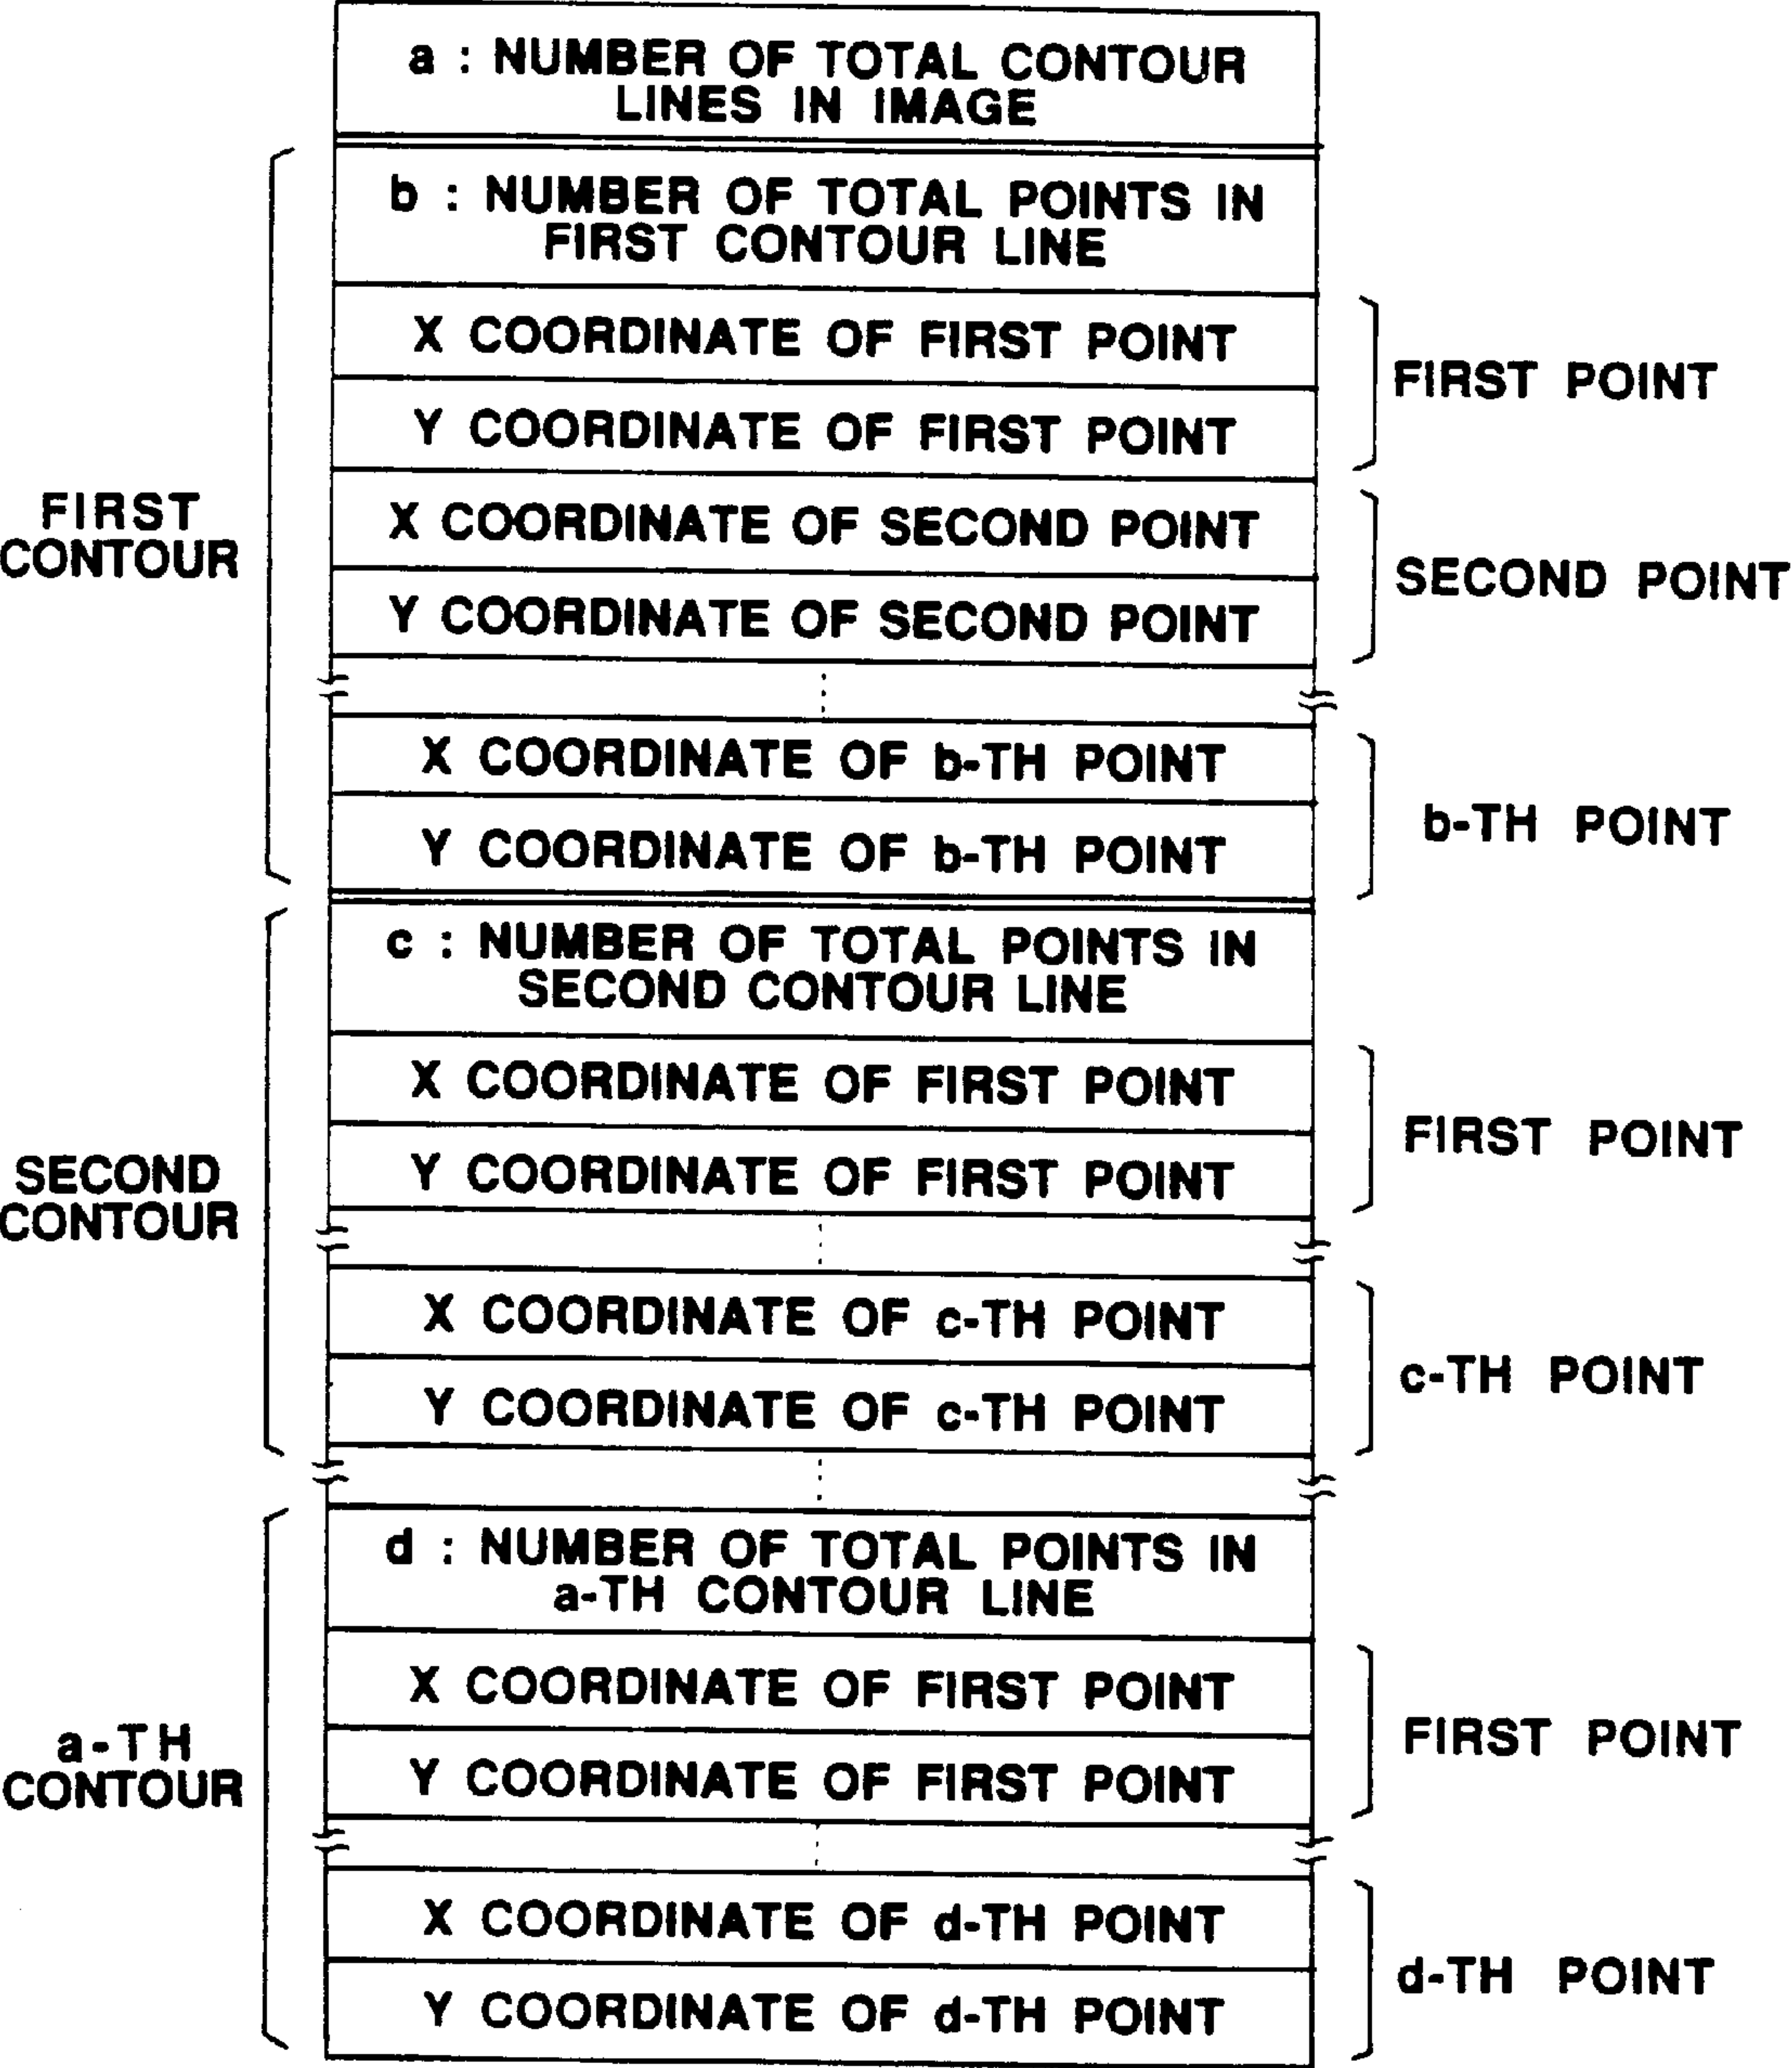 a : NUMBER OF TOTAL CONTOUR
LINES IN IMAGE
b : NUMBER OF TOTAL POINTS IN
FIRST CONTOUR LINE
X COORDINATE OF FIRST POINT
Y COORDINATE OF FIRST POINT
FIRST POINT
FIRST
CONTOUR
X COORDINATE OF SECOND POINT
Y COORDINATE OF SECOND POINT
SECOND POINT
X COORDINATE OF b-TH POINT
Y COORDINATE OF b-TH POINT
b-TH POINT
c : NUMBER OF TOTAL POINTS IN
SECOND CONTOUR LINE
X COORDINATE OF FIRST POINT
Y COORDINATE OF FIRST POINT
FIRST POINT
SECOND
CONTOUR
X COORDINATE OF c-TH POINT
Y COORDINATE OF c-TH POINT
c-TH POINT
d : NUMBER OF TOTAL POINTS IN
a-TH CONTOUR LINE
X COORDINATE OF FIRST POINT
Y COORDINATE OF FIRST POINT
FIRST POINT
a-TH
CONTOUR
X COORDINATE OF d-TH POINT
Y COORDINATE OF d-TH POINT
d-TH POINT